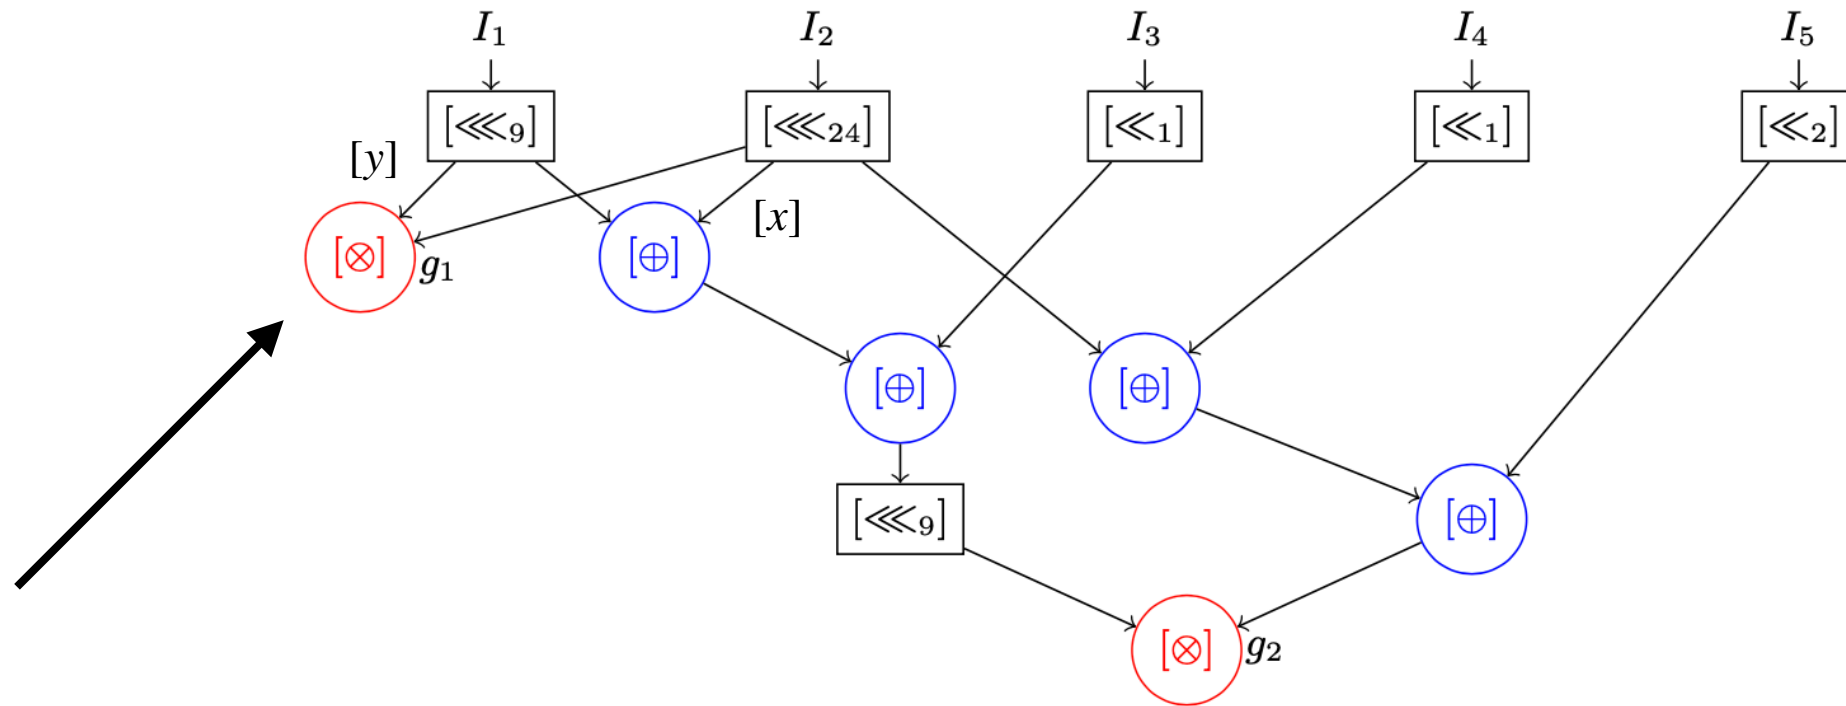 I₁ I₂ I₃ I₄ I₅
[⋘₉] [⋘₂₄] [≪₁] [≪₁] [≪₂]
[y]
[x]
[⊗] g₁ [⊕]
[⊕] [⊕]
[⋘₉] [⊕]
[⊗] g₂